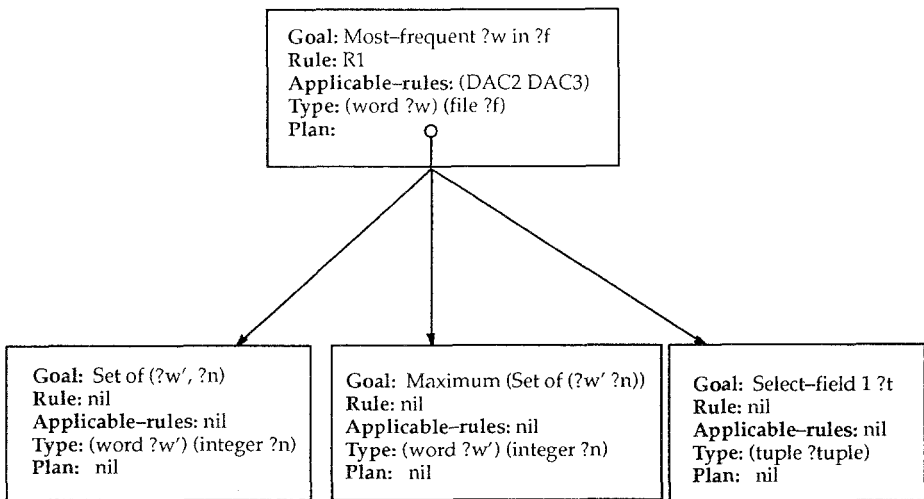 Goal: Most–frequent ?w in ?f
Rule: R1
Applicable–rules: (DAC2 DAC3)
Type: (word ?w) (file ?f)
Plan:
Goal: Set of (?w', ?n)
Rule: nil
Applicable–rules: nil
Type: (word ?w') (integer ?n)
Plan: nil
Goal: Maximum (Set of (?w' ?n))
Rule: nil
Applicable–rules: nil
Type: (word ?w') (integer ?n)
Plan: nil
Goal: Select–field 1 ?t
Rule: nil
Applicable–rules: nil
Type: (tuple ?tuple)
Plan: nil